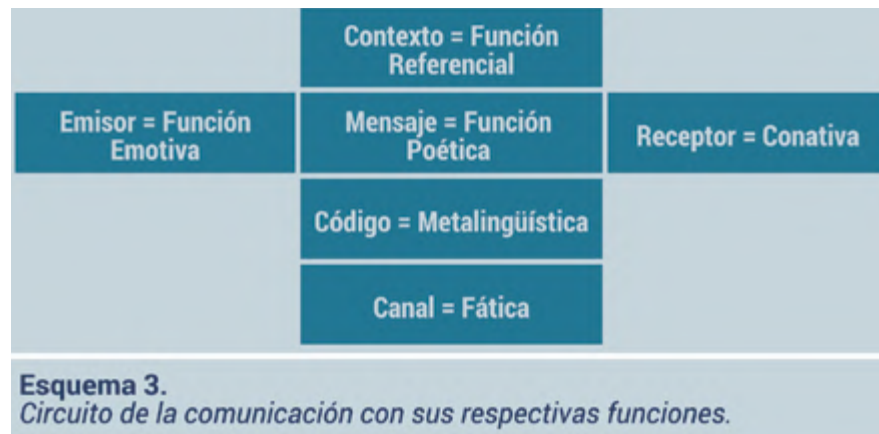 Contexto = Función
Referencial
Emisor = Función
Emotiva
Mensaje = Función
Poética
Receptor = Conativa
Código = Metalingüística
Canal = Fática
Esquema 3.
Circuito de la comunicación con sus respectivas funciones.